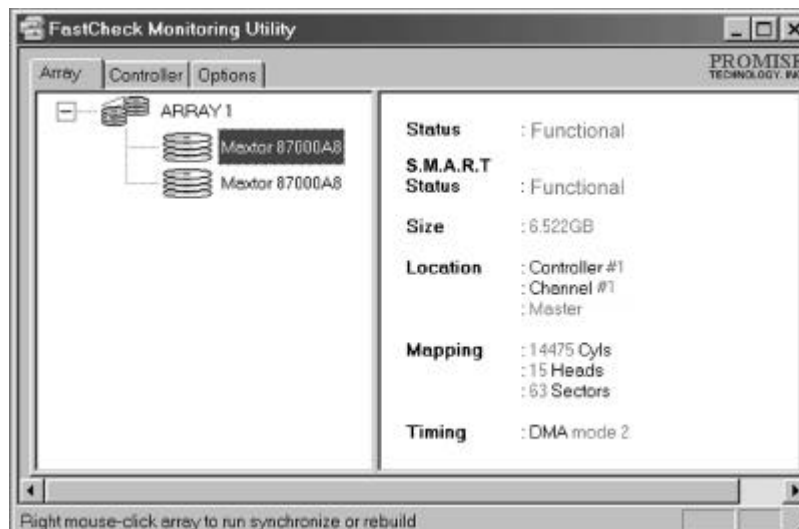 FastCheck Monitoring Utility
PROMISE
TECHNOLOGY, INC
Array Controller Options
ARRAY 1
Maxtor 87000A8
Maxtor 87000A8
Status : Functional
S.M.A.R.T
Status : Functional
Size : 6.522GB
Location : Controller #1
: Channel #1
: Master
Mapping : 14475 Cyls
: 15 Heads
: 63 Sectors
Timing : DMA mode 2
Right mouse-click array to run synchronize or rebuild